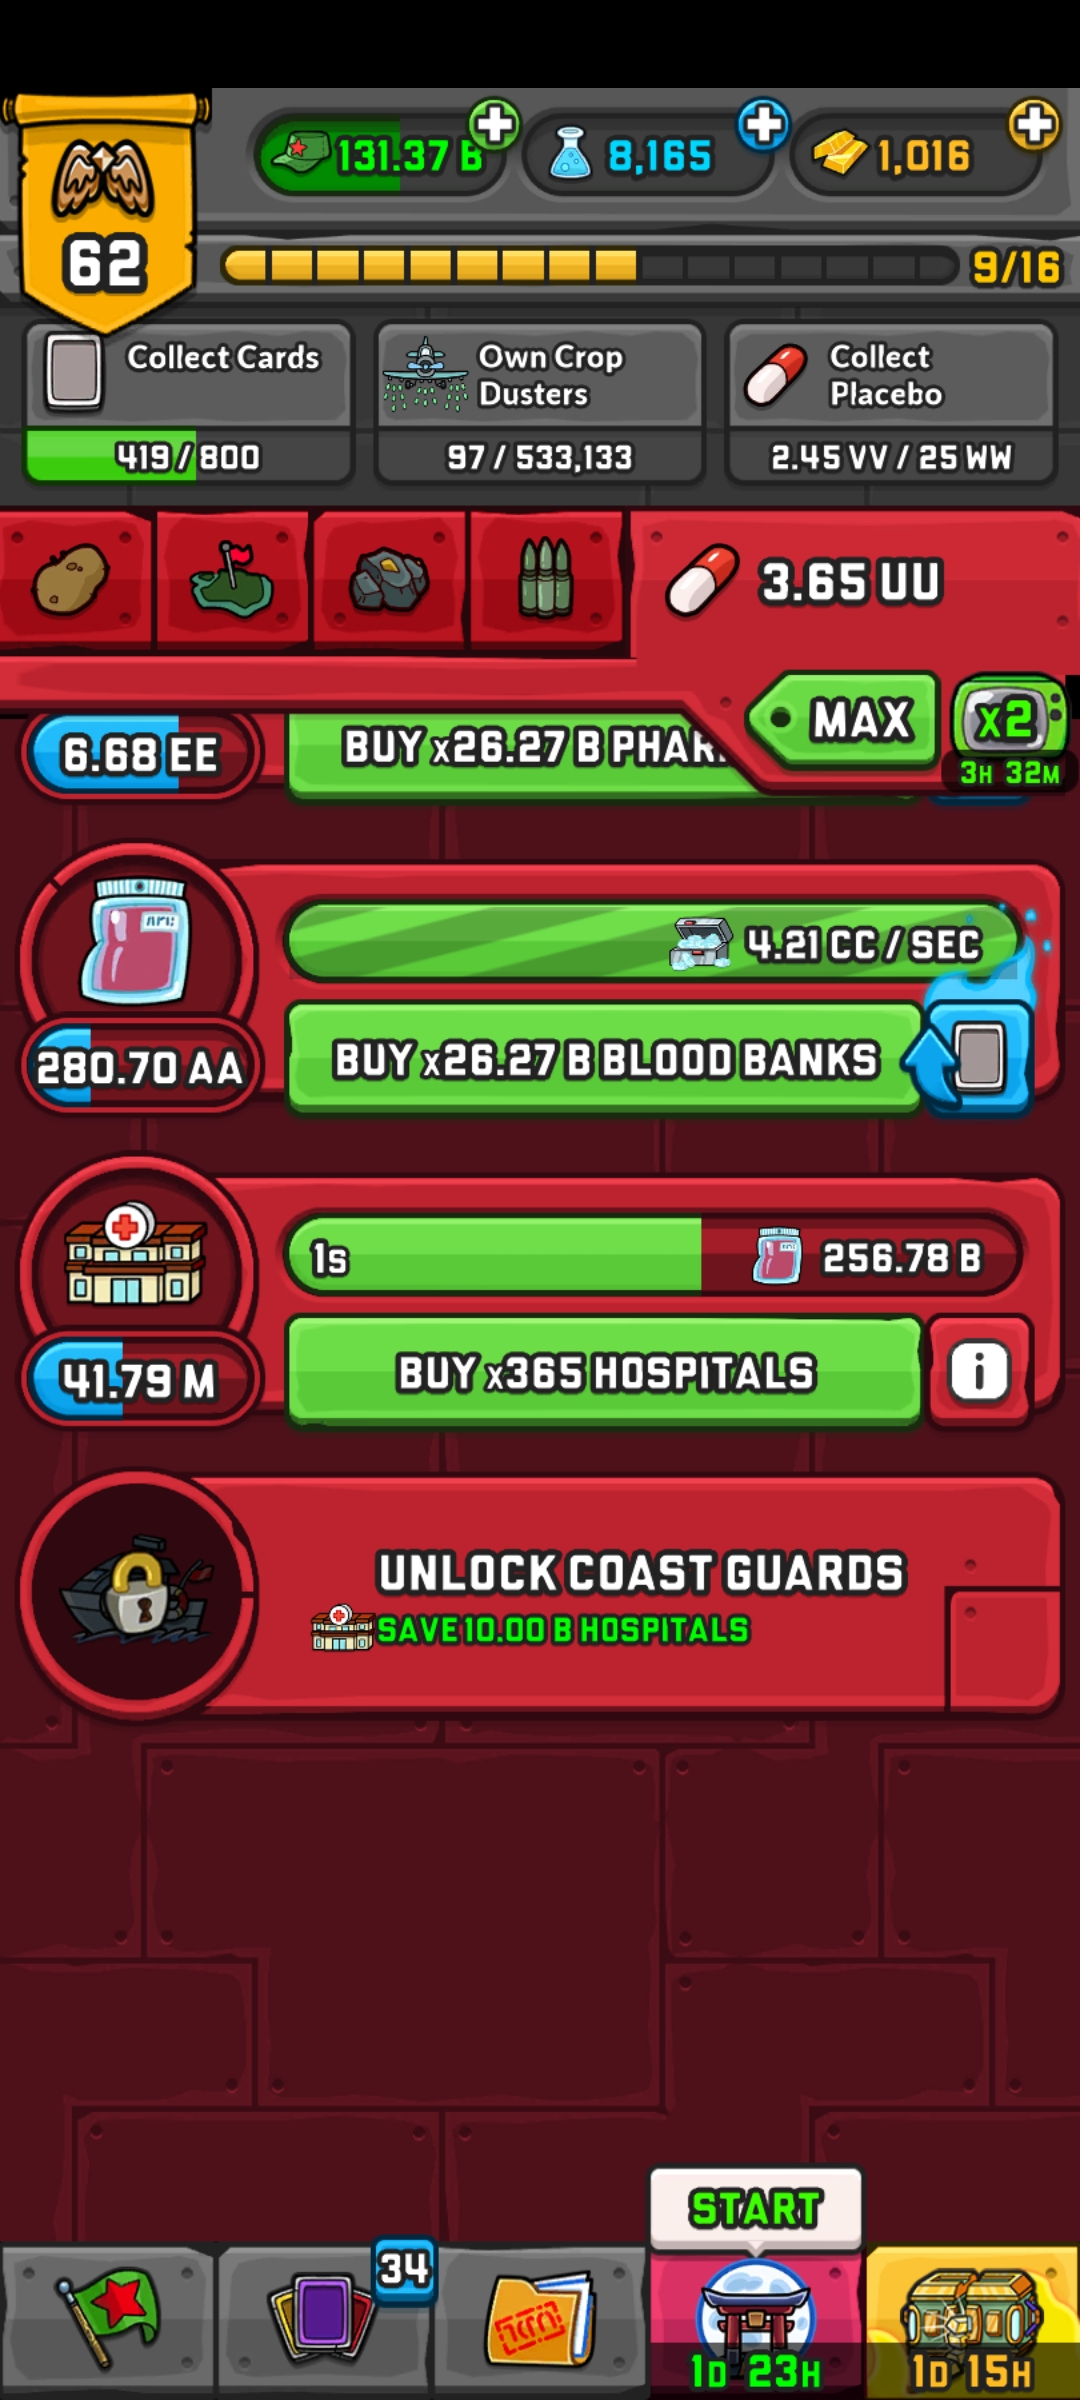 131.37 B
8,165
1,016
62
9/16
Collect Cards
419 / 800
Own Crop
Dusters
97 / 533,133
Collect
Placebo
2.45 VV / 25 WW
3.65 UU
MAX
x2
3H 32M
6.68 EE
BUY x26.27 B
4.21 CC / SEC
280.70 AA
BUY x26.27 B BLOOD BANKS
1s
256.78 B
41.79 M
BUY x365 HOSPITALS
i
UNLOCK COAST GUARDS
SAVE 10.00 B HOSPITALS
START
34
1D 23H
1D 15H